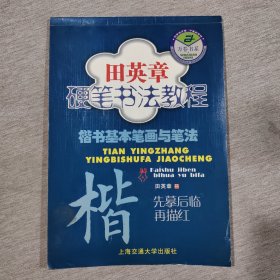 田英章
硬笔书法教程
楷书基本笔画与笔法
TIAN YINGZHANG
YINGBISHUFA JIAOCHENG
Kaishu jiben
bihua yu bifa
楷
田英章
先摹后临
再描红
上海交通大学出版社